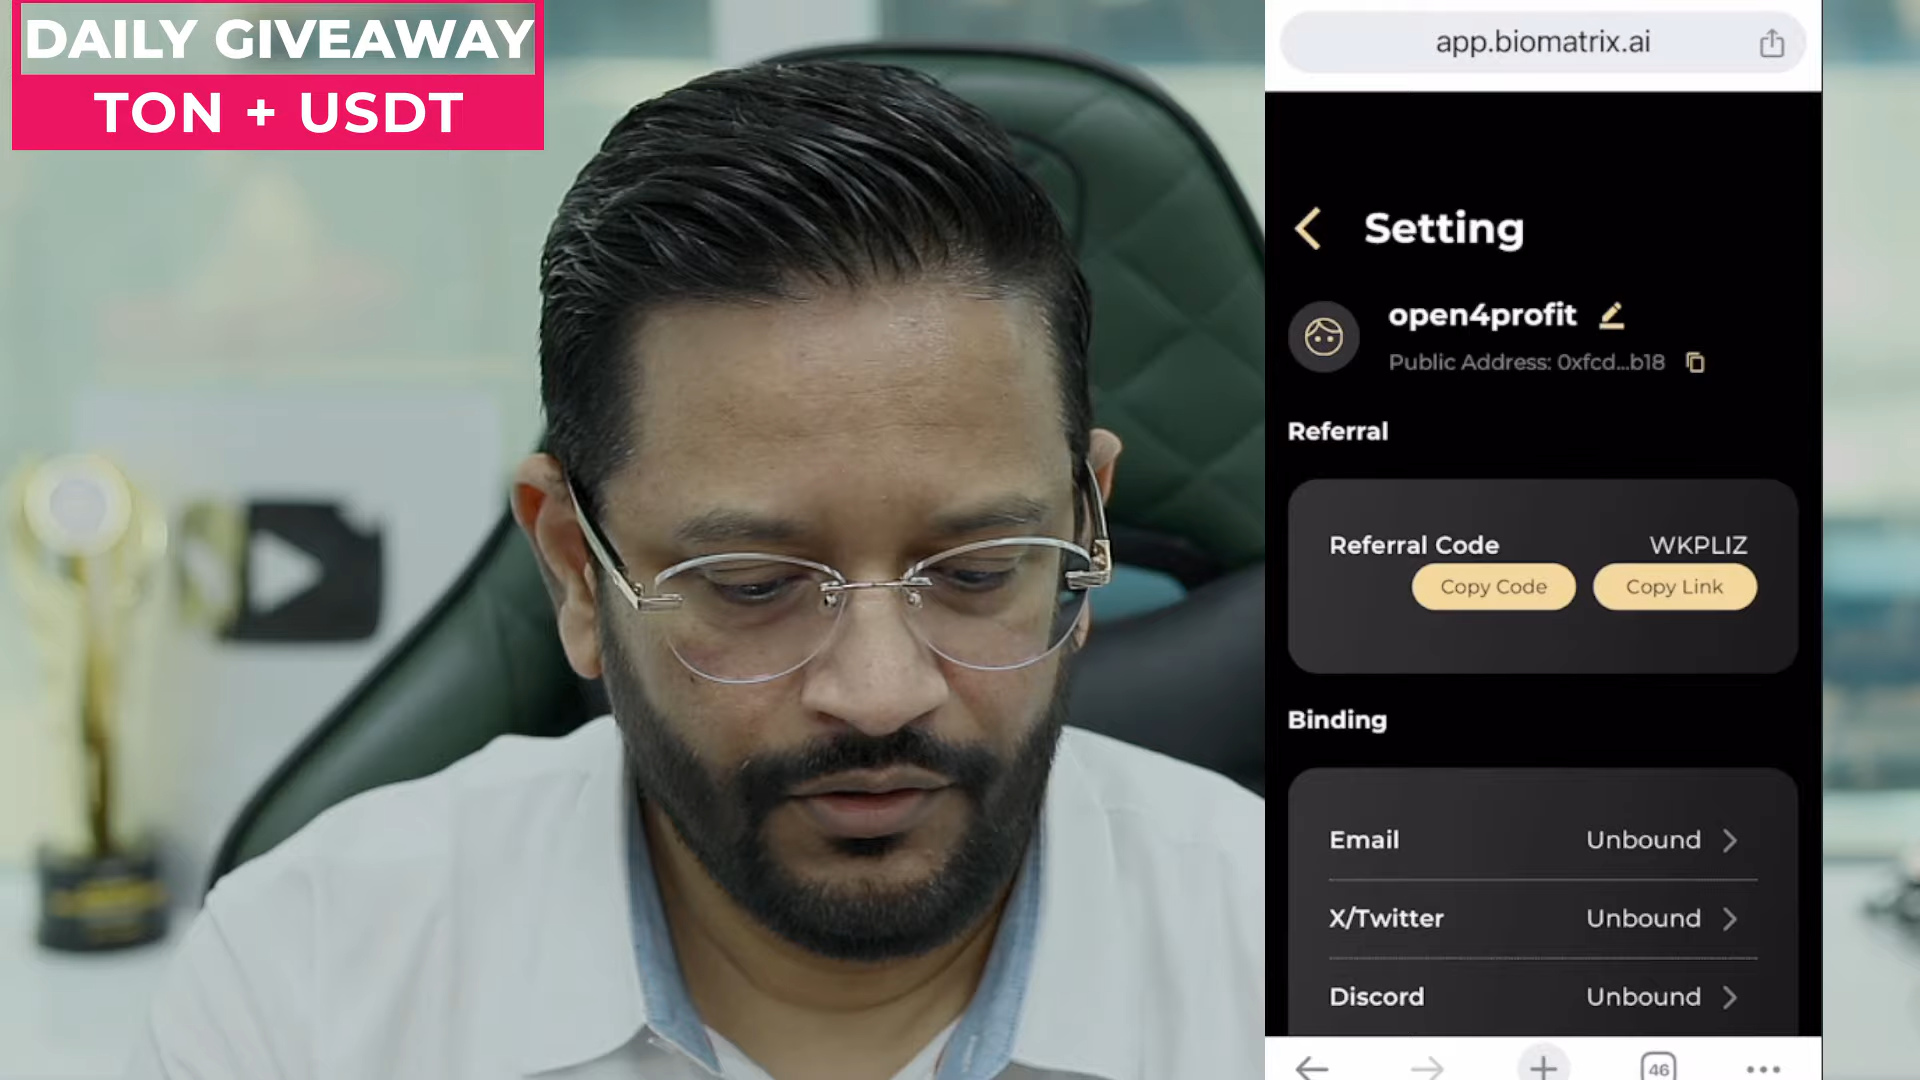 DAILY GIVEAWAY
TON + USDT
app.biomatrix.ai
Setting
open4profit
Public Address: 0xfcd...b18
Referral
Referral Code WKPLIZ
Copy Code Copy Link
Binding
Email Unbound
X/Twitter Unbound
Discord Unbound
46